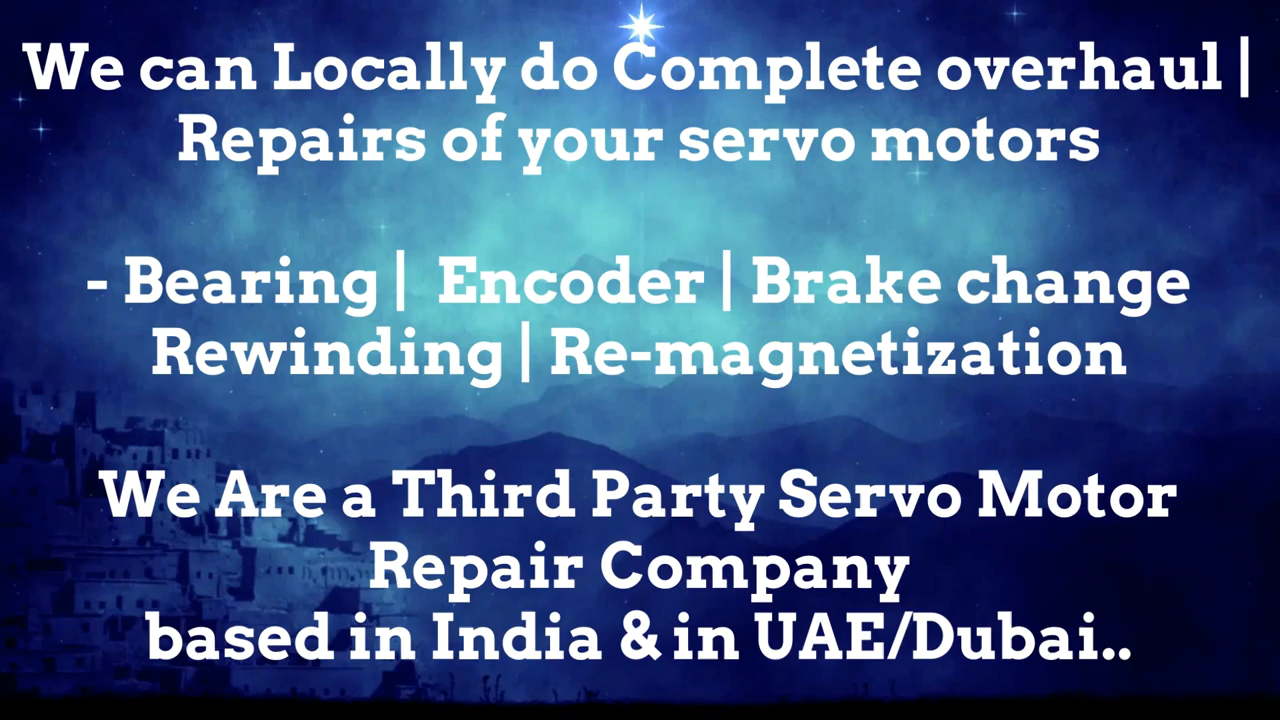 We can Locally do Complete overhaul |
Repairs of your servo motors
- Bearing | Encoder | Brake change
Rewinding | Re-magnetization
We Are a Third Party Servo Motor
Repair Company
based in India & in UAE/Dubai..